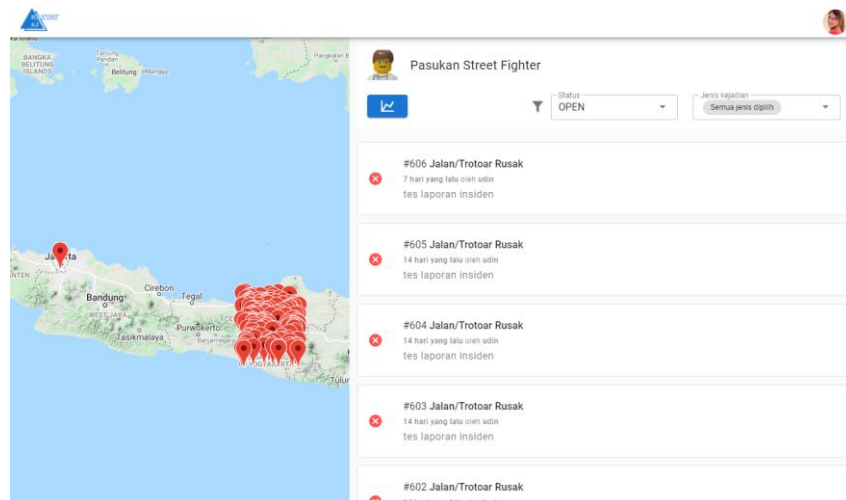 BANGKA
BELITUNG
ISLANDS
Tanjung
Pandan
Belitung
Manggar
Pangkalan B
Jakarta
Bandung
Cirebon
Tegal
WEST JAVA
Tasikmalaya
Purwokerto
Banjarnegara
YOGYAKARTA
Pasukan Street Fighter
Status
OPEN
Jenis kejadian
Semua jenis dipilih
#606 Jalan/Trotoar Rusak
7 hari yang lalu oleh udin
tes laporan insiden
#605 Jalan/Trotoar Rusak
14 hari yang lalu oleh udin
tes laporan insiden
#604 Jalan/Trotoar Rusak
14 hari yang lalu oleh udin
tes laporan insiden
#603 Jalan/Trotoar Rusak
14 hari yang lalu oleh udin
tes laporan insiden
#602 Jalan/Trotoar Rusak